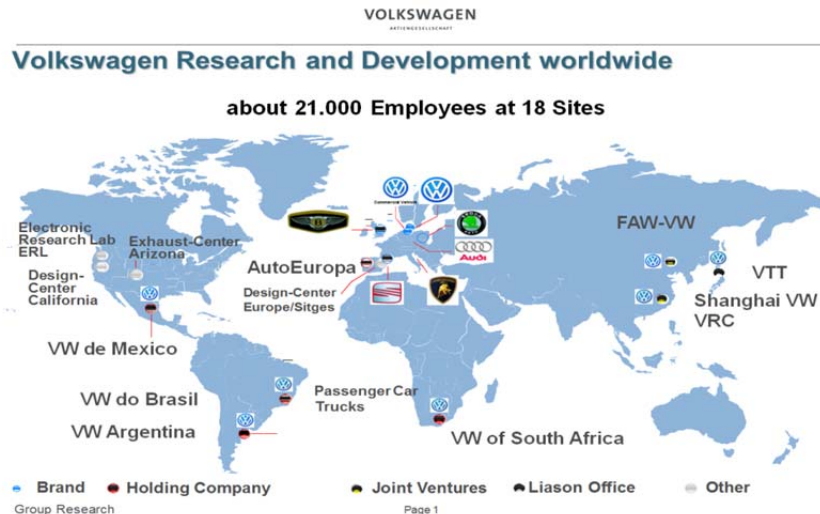 VOLKSWAGEN
AKTIENGESELLSCHAFT
Volkswagen Research and Development worldwide
about 21.000 Employees at 18 Sites
Commercial Vehicles
Electronic
Research Lab
ERL
Exhaust-Center
Arizona
Design-
Center
California
AutoEuropa
Design-Center
Europe/Sitges
Audi
FAW-VW
VTT
Shanghai VW
VRC
VW de Mexico
VW do Brasil
Passenger Car
Trucks
VW Argentina
VW of South Africa
Brand
Holding Company
Joint Ventures
Liason Office
Other
Group Research
Page 1